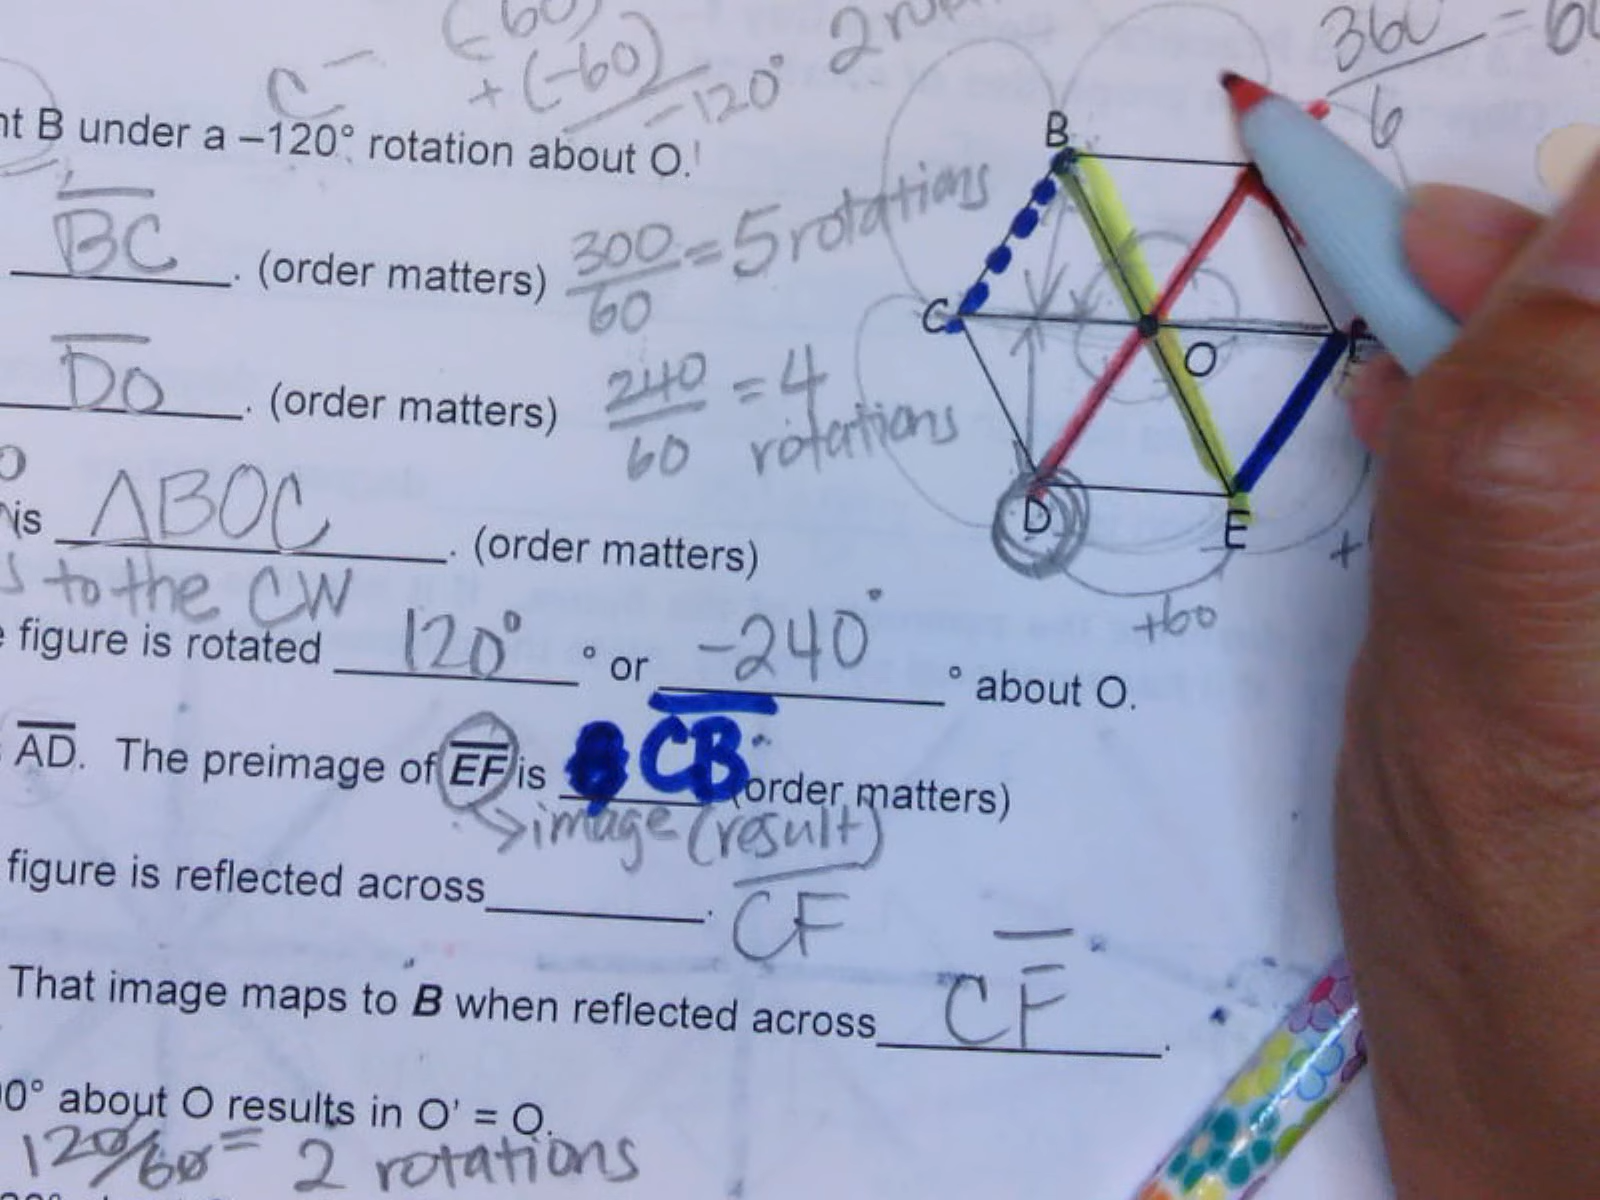 (-60)
+ (-60)
-120°
2
360
6
= 6
C
B under a –120° rotation about O.
BC . (order matters)
300
60
= 5 rotations
DO . (order matters)
240
60
= 4
rotations
B
C
O
D
E
+60
is ΔBOC . (order matters)
to the CW
figure is rotated 120° ° or -240° ° about O.
AD. The preimage of EF is CB (order matters)
image (result)
figure is reflected across .
CF
That image maps to B when reflected across CF .
0° about O results in O' = O.
120/60 = 2 rotations